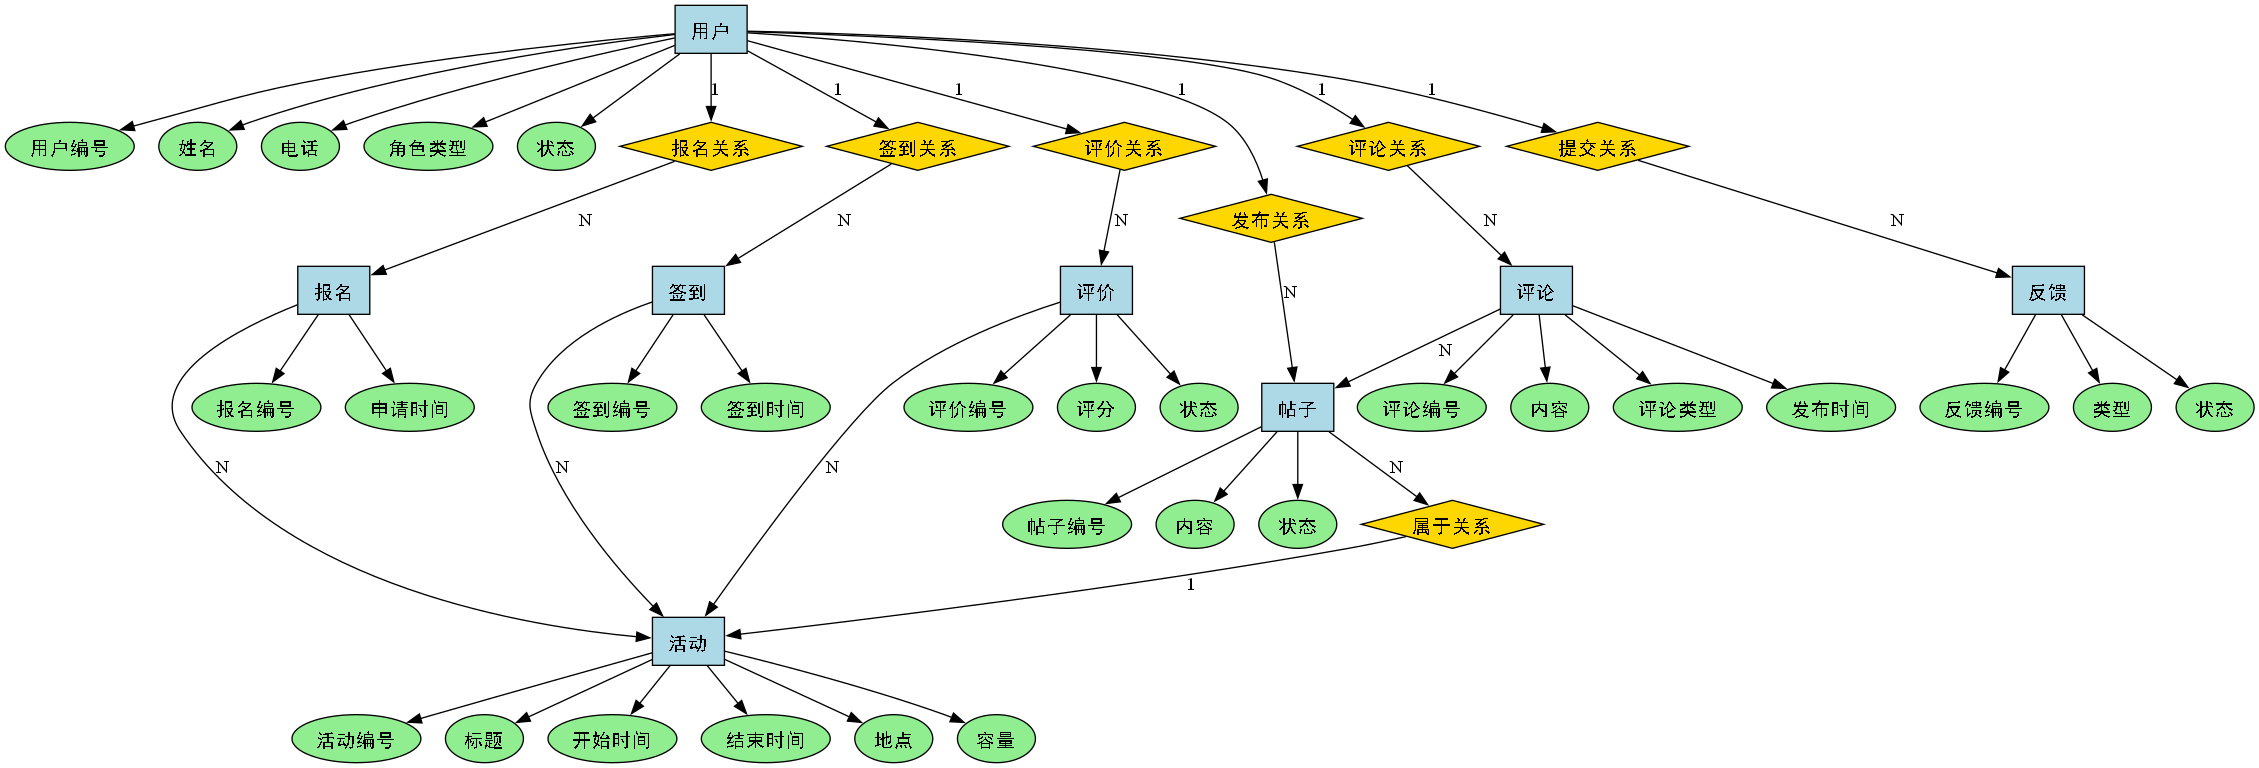 用户
1
1
1
1
1
1
用户编号
姓名
电话
角色类型
状态
报名关系
签到关系
评价关系
评论关系
提交关系
N
N
N
发布关系
N
N
报名
签到
评价
N
评论
反馈
N
报名编号
申请时间
签到编号
签到时间
评价编号
评分
状态
帖子
评论编号
内容
评论类型
发布时间
反馈编号
类型
状态
N
N
N
N
帖子编号
内容
状态
属于关系
1
活动
活动编号
标题
开始时间
结束时间
地点
容量